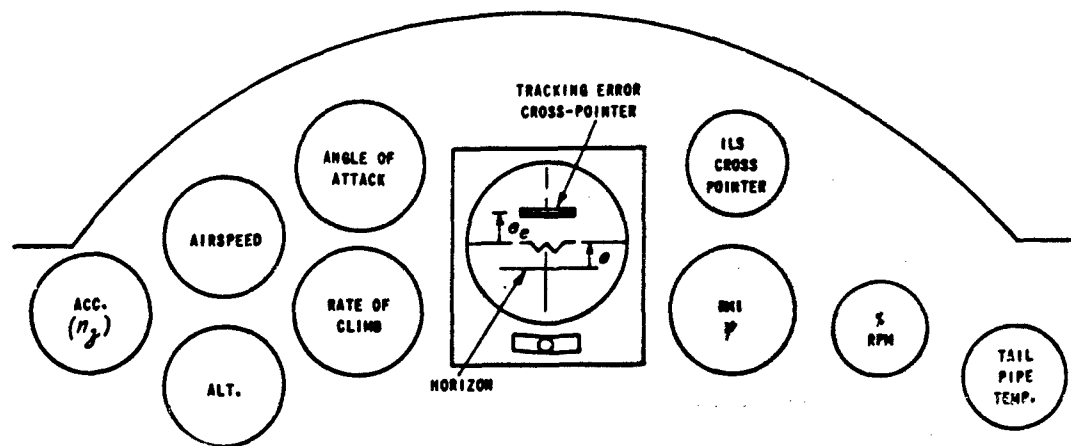 TRACKING ERROR
CROSS-POINTER
ANGLE OF
ATTACK
ILS
CROSS
POINTER
AIRSPEED
θe
θ
ACC.
(nz)
RATE OF
CLIMB
RMI
ψ
%
RPM
ALT.
HORIZON
TAIL
PIPE
TEMP.